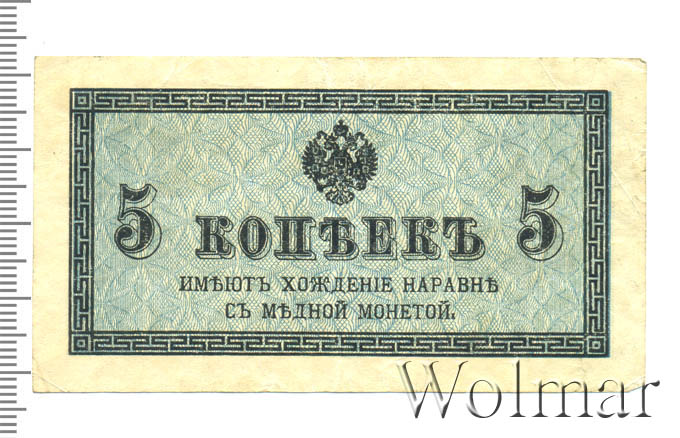 5 КОПѢЕКЪ 5
ИМѢЮТЪ ХОЖДЕНІЕ НАРАВНѢ
СЪ МѢДНОЙ МОНЕТОЙ.
Wolmar